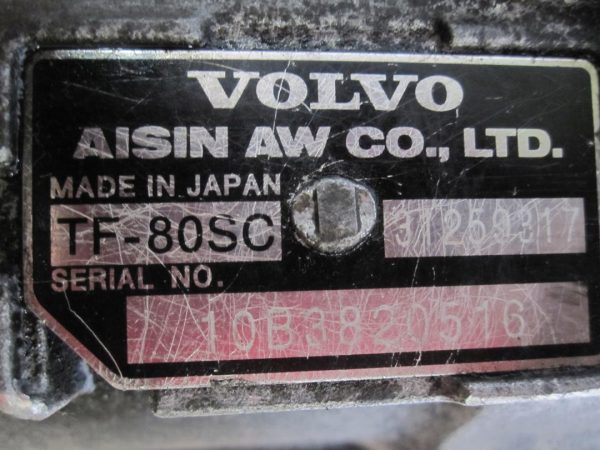 VOLVO
AISIN AW CO., LTD.
MADE IN JAPAN
TF-80SC 31259317
SERIAL NO.
10B3820516